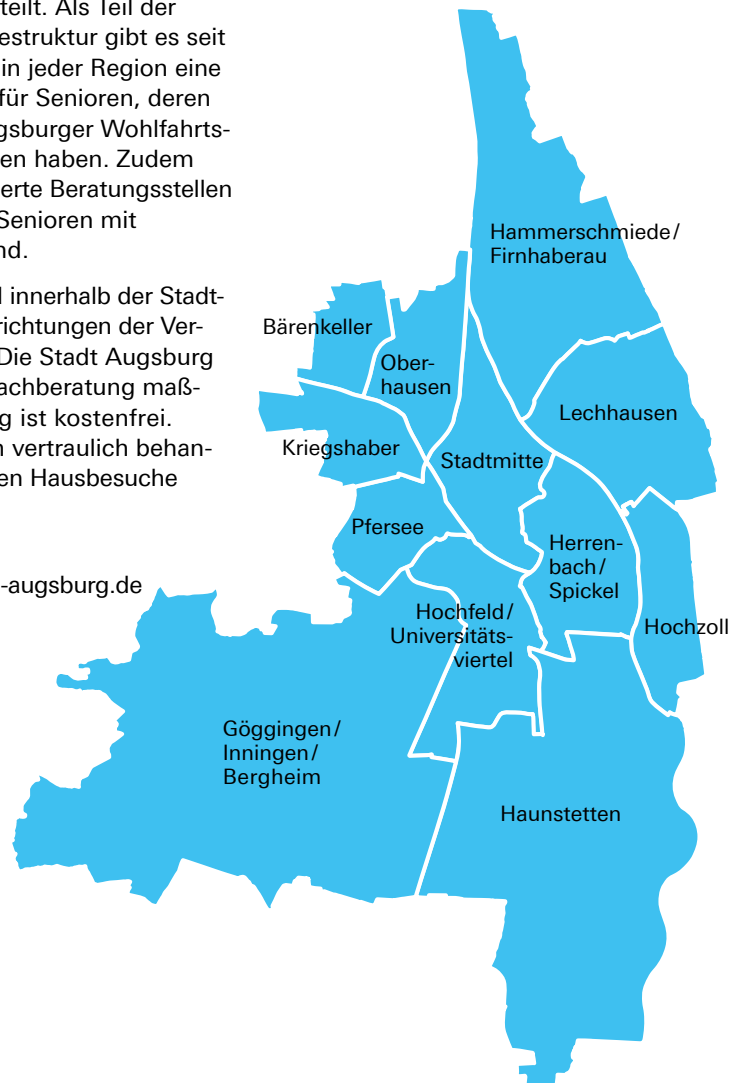 teilt. Als Teil der
estruktur gibt es seit
in jeder Region eine
für Senioren, deren
gsburger Wohlfahrts-
en haben. Zudem
erte Beratungsstellen
Senioren mit
nd.
l innerhalb der Stadt-
richtungen der Ver-
Die Stadt Augsburg
achberatung maß-
g ist kostenfrei.
n vertraulich behan-
en Hausbesuche
-augsburg.de
Hammerschmiede/
Firnhaberau
Bärenkeller
Ober-
hausen
Lechhausen
Kriegshaber
Stadtmitte
Pfersee
Herren-
bach/
Spickel
Hochfeld/
Universitäts-
viertel
Hochzoll
Göggingen/
Inningen/
Bergheim
Haunstetten